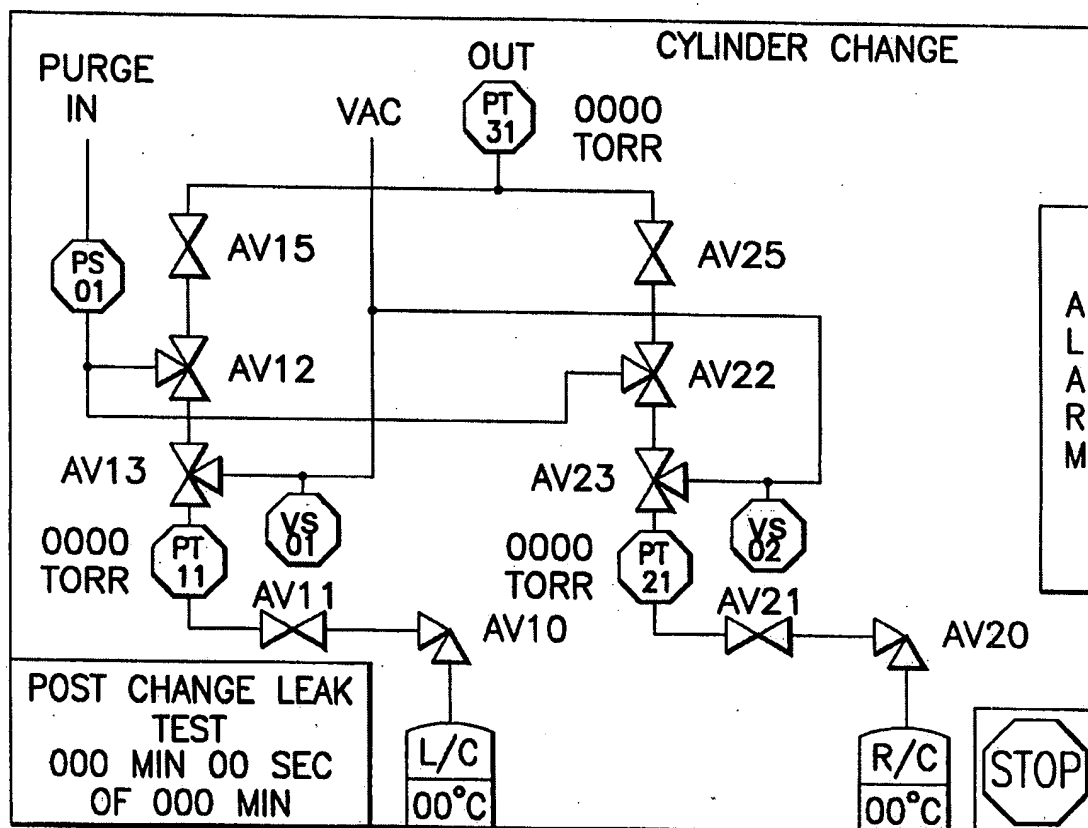 CYLINDER CHANGE
PURGE
IN
VAC
OUT
PT
31
0000
TORR
PS
01
AV15
AV25
AV12
AV22
AV13
AV23
VS
01
VS
02
0000
TORR
PT
11
0000
TORR
PT
21
AV11
AV10
AV21
AV20
A
L
A
R
M
POST CHANGE LEAK
TEST
000 MIN 00 SEC
OF 000 MIN
L/C
00°C
R/C
00°C
STOP